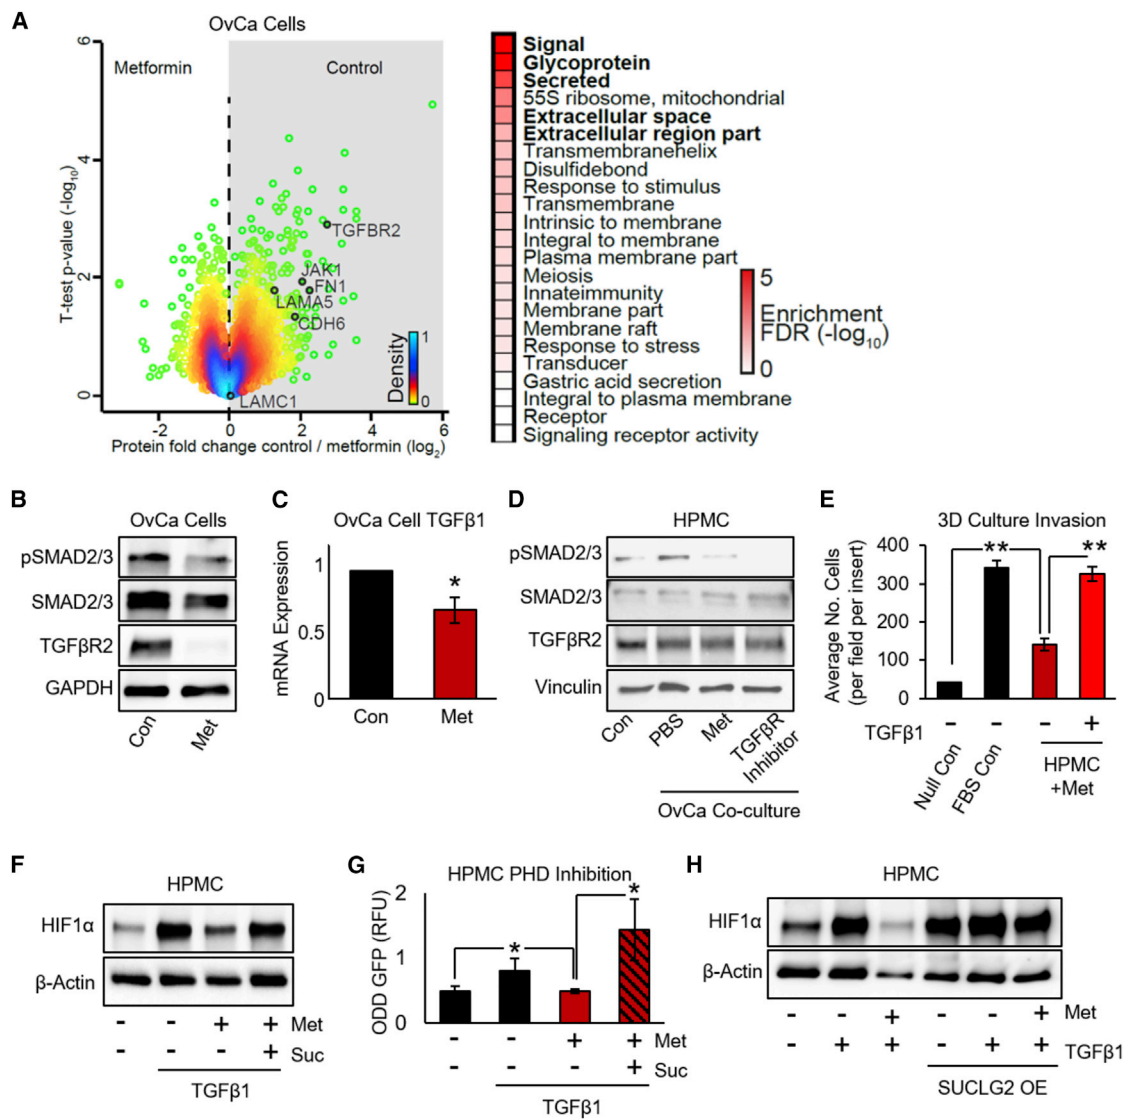 A
OvCa Cells
Metformin
Control
6
4
2
0
T-test p-value (-log10)
TGFBR2
JAK1
FN1
LAMA5
CDH6
LAMC1
Density
1
0
-2
0
2
4
6
Protein fold change control / metformin (log2)
Signal
Glycoprotein
Secreted
55S ribosome, mitochondrial
Extracellular space
Extracellular region part
Transmembranehelix
Disulfidebond
Response to stimulus
Transmembrane
Intrinsic to membrane
Integral to membrane
Plasma membrane part
Meiosis
Innateimmunity
Membrane part
Membrane raft
Response to stress
Transducer
Gastric acid secretion
Integral to plasma membrane
Receptor
Signaling receptor activity
5
Enrichment
FDR (-log10)
0
B
OvCa Cells
pSMAD2/3
SMAD2/3
TGFβR2
GAPDH
Con
Met
C
OvCa Cell TGFβ1
mRNA Expression
1
0.5
0
*
Con
Met
D
HPMC
pSMAD2/3
SMAD2/3
TGFβR2
Vinculin
Con
PBS
Met
TGFβR
Inhibitor
OvCa Co-culture
E
3D Culture Invasion
Average No. Cells
(per field per insert)
400
300
200
100
0
**
**
TGFβ1
- - - +
Null Con
FBS Con
HPMC
+Met
F
HPMC
HIF1α
β-Actin
- - + + Met
- - - + Suc
TGFβ1
G
HPMC PHD Inhibition
ODD GFP (RFU)
2
1
0
*
*
- - + + Met
- - - + Suc
TGFβ1
H
HPMC
HIF1α
β-Actin
- - + - - + Met
- + + - + + TGFβ1
SUCLG2 OE